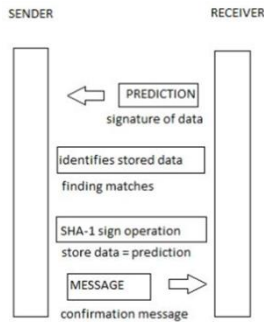 SENDER
RECEIVER
PREDICTION
signature of data
identifies stored data
finding matches
SHA-1 sign operation
store data = prediction
MESSAGE
confirmation message